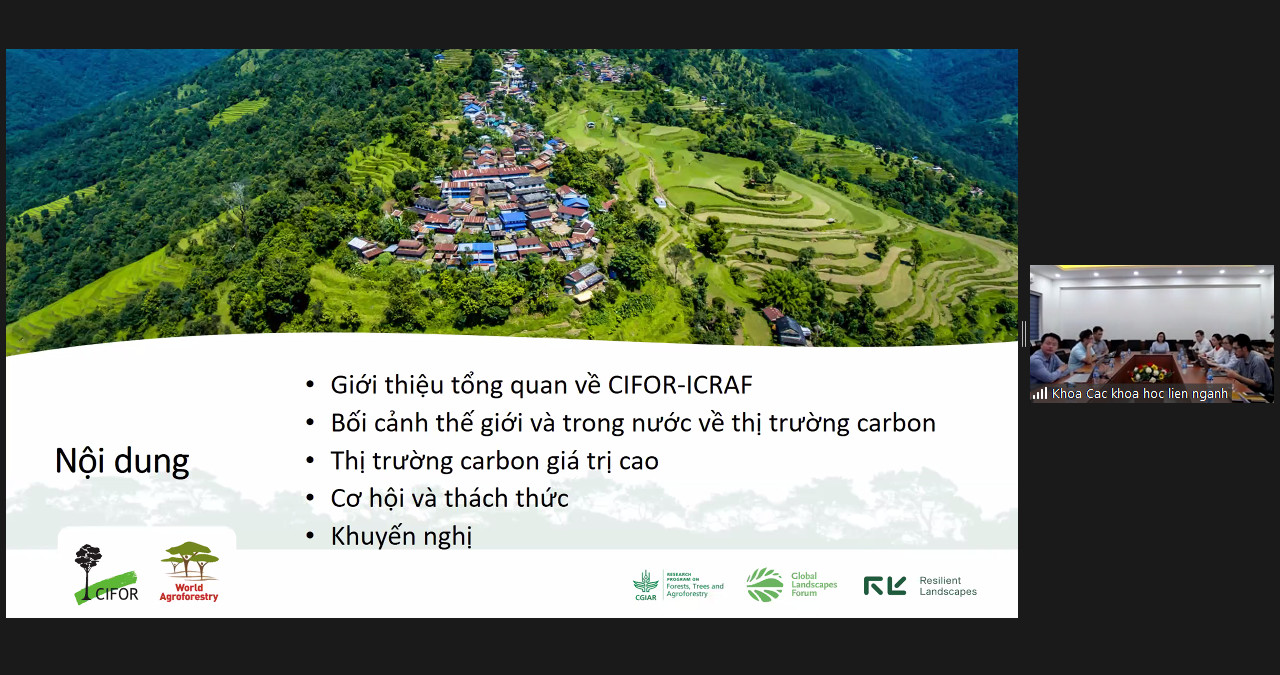 Nội dung
• Giới thiệu tổng quan về CIFOR-ICRAF
• Bối cảnh thế giới và trong nước về thị trường carbon
• Thị trường carbon giá trị cao
• Cơ hội và thách thức
• Khuyến nghị
CIFOR
World
Agroforestry
CGIAR
RESEARCH
PROGRAM ON
Forests, Trees and
Agroforestry
Global
Landscapes
Forum
Resilient
Landscapes
Khoa Cac khoa hoc lien nganh